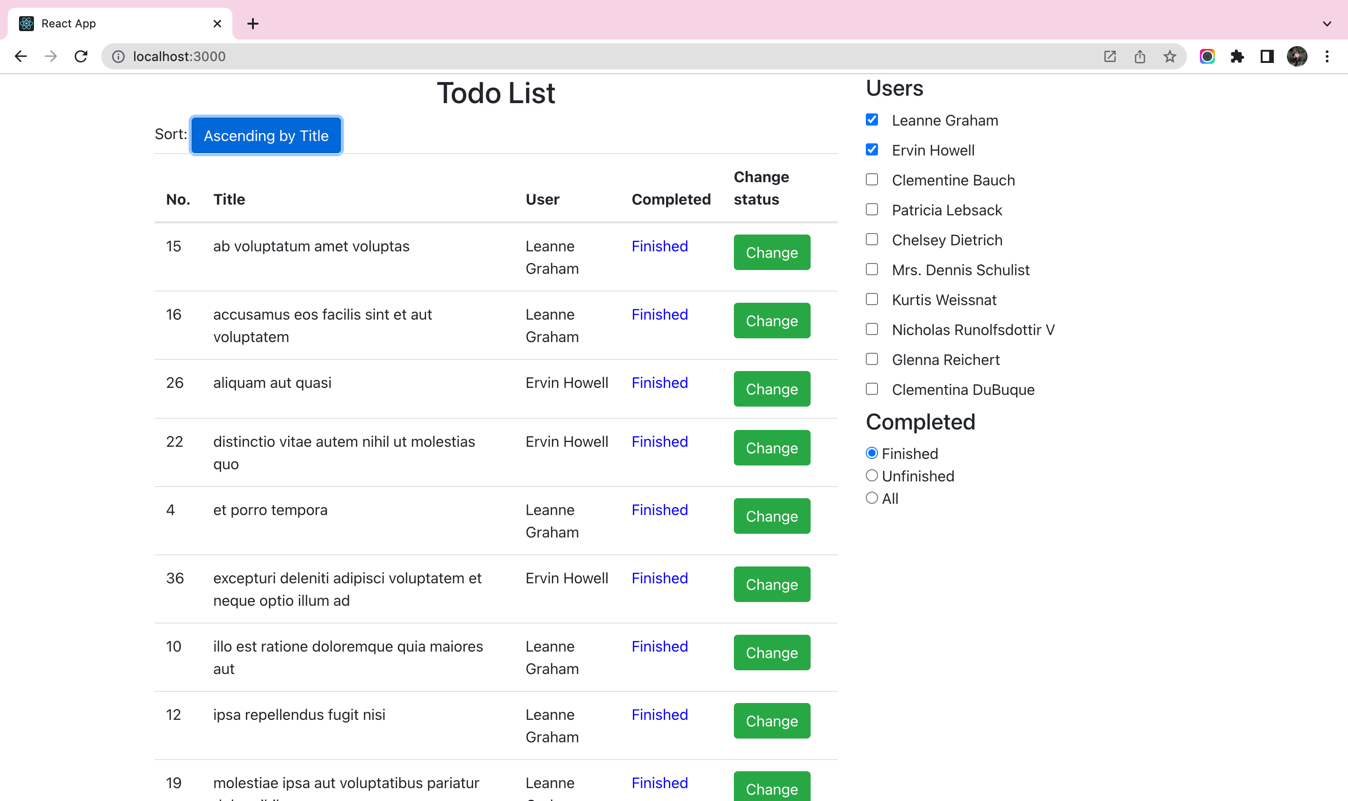 React App
localhost:3000
Todo List
Sort: Ascending by Title
No. Title User Completed Change status
15 ab voluptatum amet voluptas Leanne Graham Finished Change
16 accusamus eos facilis sint et aut voluptatem Leanne Graham Finished Change
26 aliquam aut quasi Ervin Howell Finished Change
22 distinctio vitae autem nihil ut molestias quo Ervin Howell Finished Change
4 et porro tempora Leanne Graham Finished Change
36 excepturi deleniti adipisci voluptatem et neque optio illum ad Ervin Howell Finished Change
10 illo est ratione doloremque quia maiores aut Leanne Graham Finished Change
12 ipsa repellendus fugit nisi Leanne Graham Finished Change
19 molestiae ipsa aut voluptatibus pariatur Leanne Finished Change
Users
Leanne Graham
Ervin Howell
Clementine Bauch
Patricia Lebsack
Chelsey Dietrich
Mrs. Dennis Schulist
Kurtis Weissnat
Nicholas Runolfsdottir V
Glenna Reichert
Clementina DuBuque
Completed
Finished
Unfinished
All